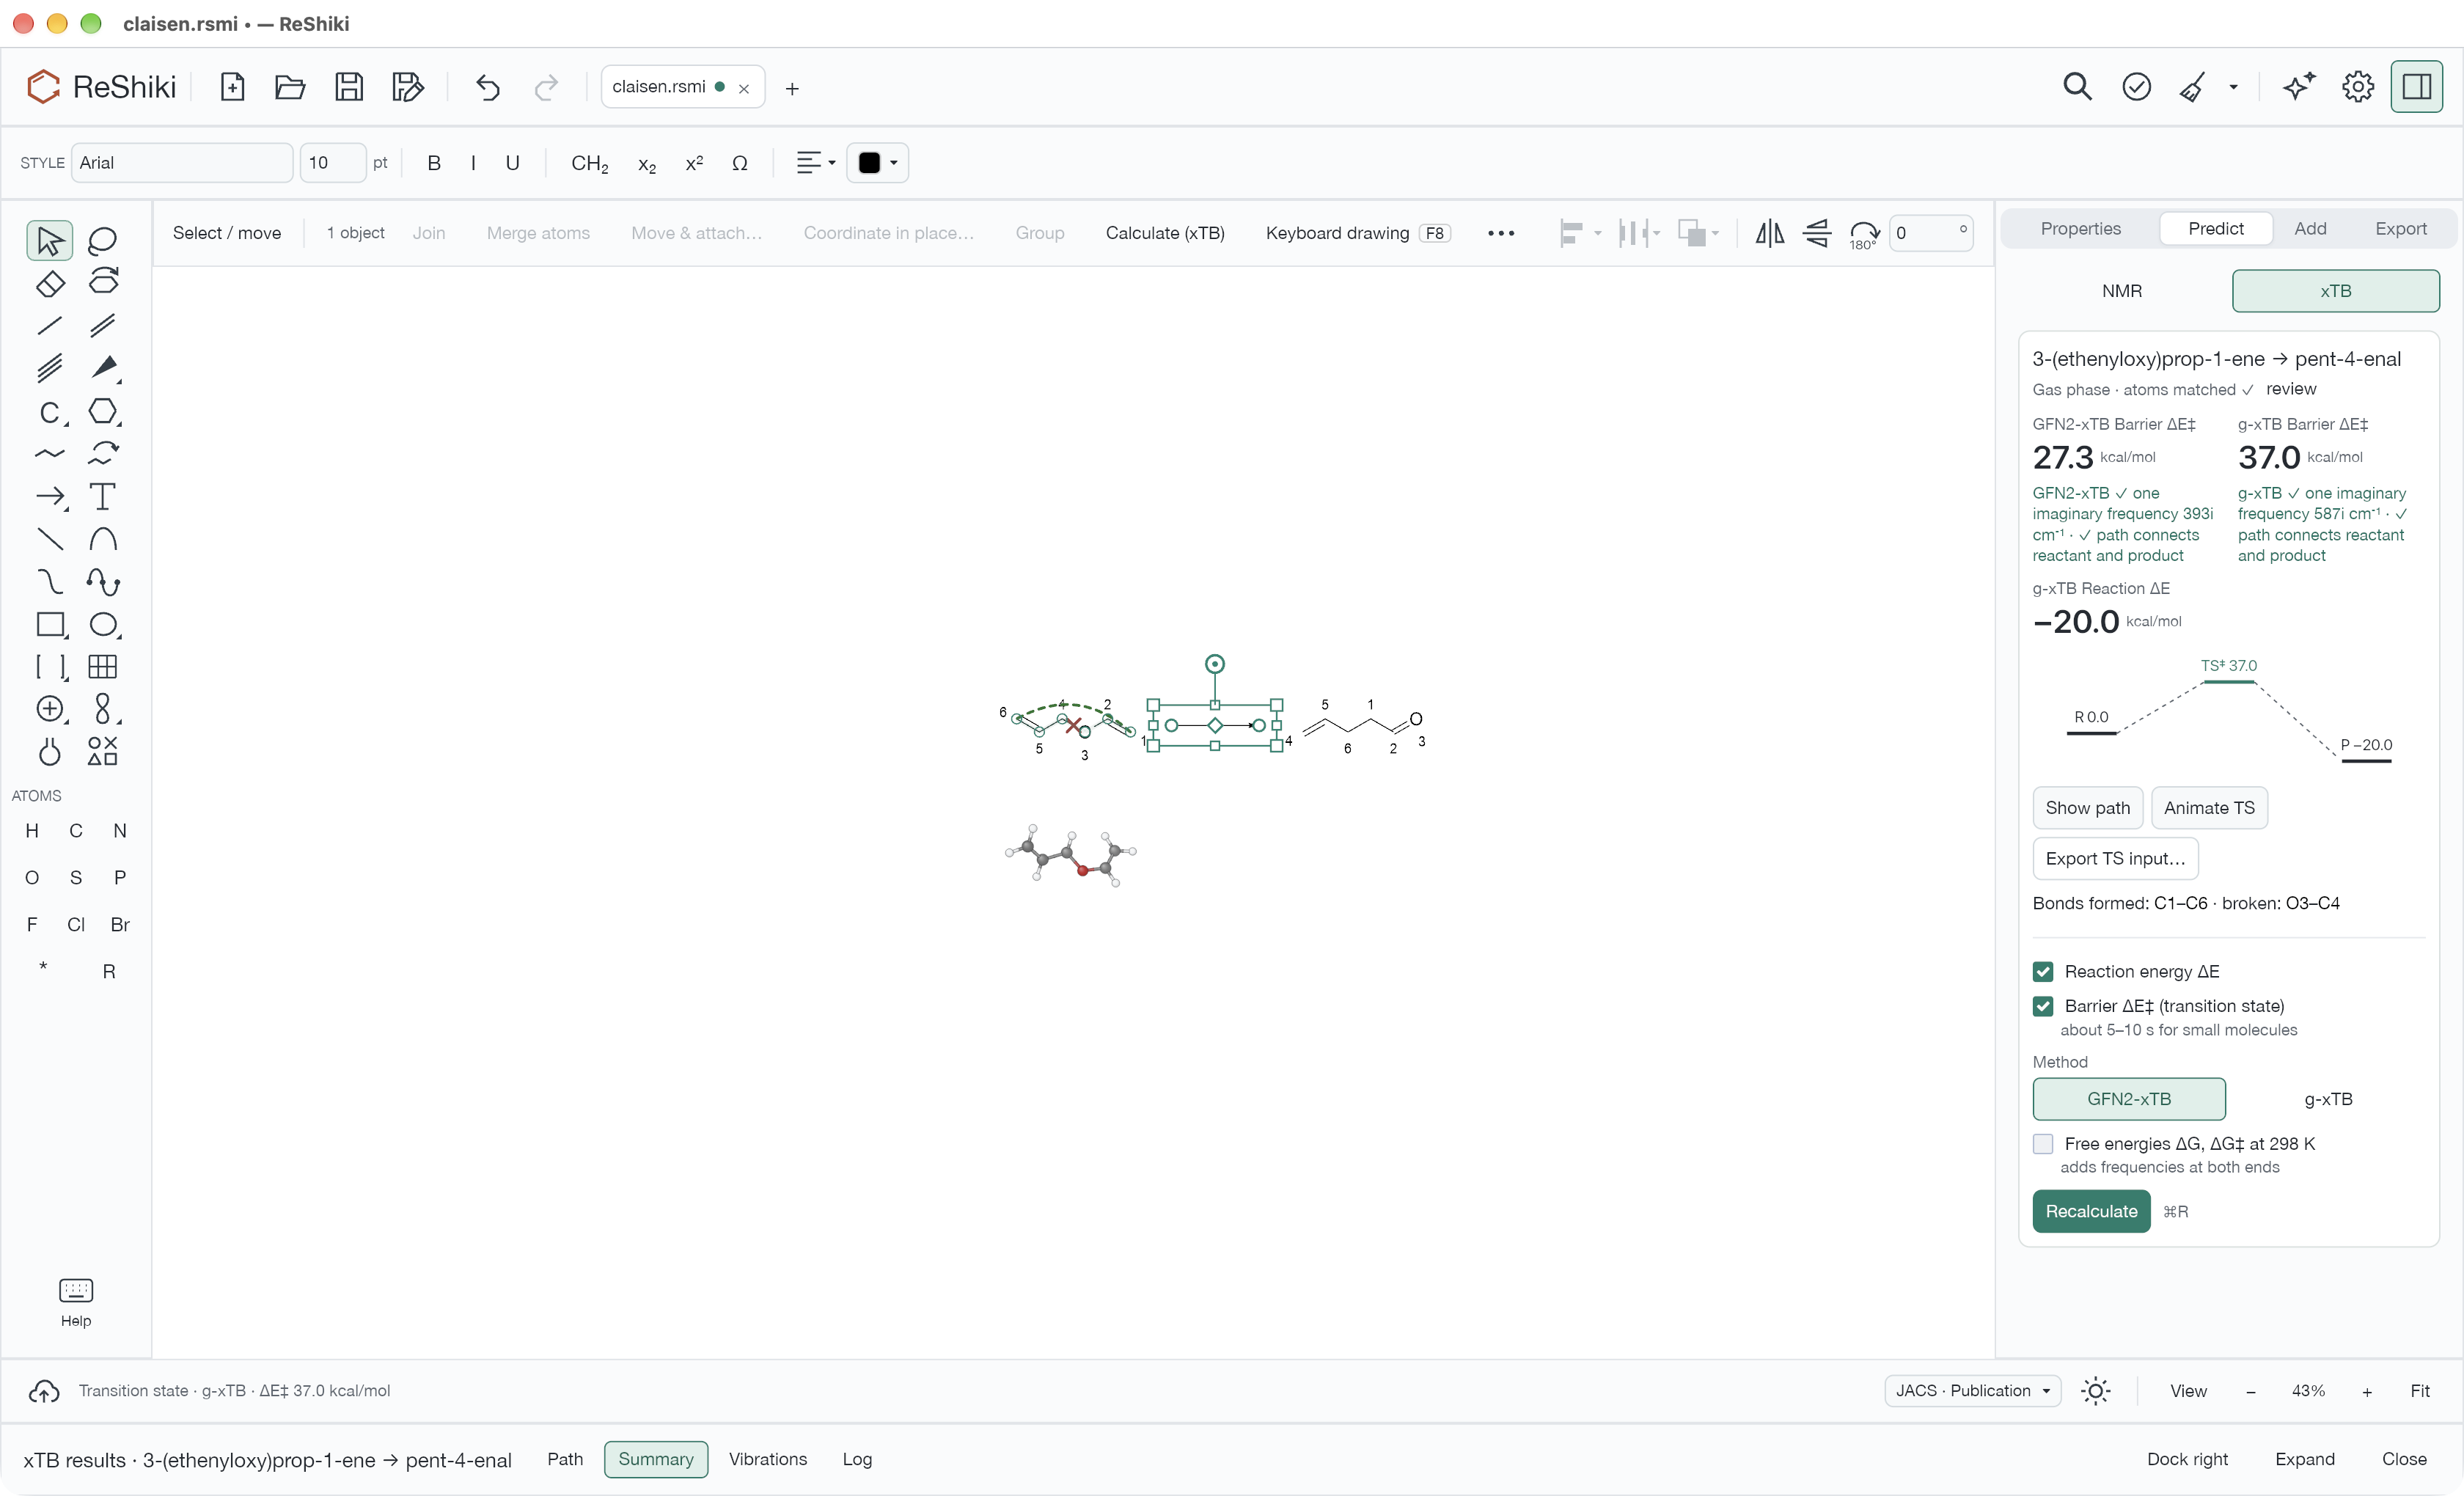 claisen.rsmi • — ReShiki
ReShiki
claisen.rsmi
STYLE Arial 10 pt B I U CH₂ x₂ x² Ω
Select / move 1 object Join Merge atoms Move & attach… Coordinate in place… Group Calculate (xTB) Keyboard drawing F8 180° 0 °
Properties Predict Add Export
NMR xTB
3-(ethenyloxy)prop-1-ene → pent-4-enal
Gas phase · atoms matched ✓ review
GFN2-xTB Barrier ΔE‡ g-xTB Barrier ΔE‡
27.3 kcal/mol 37.0 kcal/mol
GFN2-xTB ✓ one
imaginary frequency 393i
cm⁻¹ · ✓ path connects
reactant and product
g-xTB ✓ one imaginary
frequency 587i cm⁻¹ · ✓
path connects reactant
and product
g-xTB Reaction ΔE
−20.0 kcal/mol
TS‡ 37.0
R 0.0
P −20.0
Show path Animate TS
Export TS input…
Bonds formed: C1–C6 · broken: O3–C4
Reaction energy ΔE
Barrier ΔE‡ (transition state)
about 5–10 s for small molecules
Method
GFN2-xTB g-xTB
Free energies ΔG, ΔG‡ at 298 K
adds frequencies at both ends
Recalculate ⌘R
6 4 2 5 1
O O
1 4
5 3 6 2 3
C
T
ATOMS
H C N
O S P
F Cl Br
* R
Help
Transition state · g-xTB · ΔE‡ 37.0 kcal/mol
JACS · Publication View − 43% + Fit
xTB results · 3-(ethenyloxy)prop-1-ene → pent-4-enal Path Summary Vibrations Log Dock right Expand Close